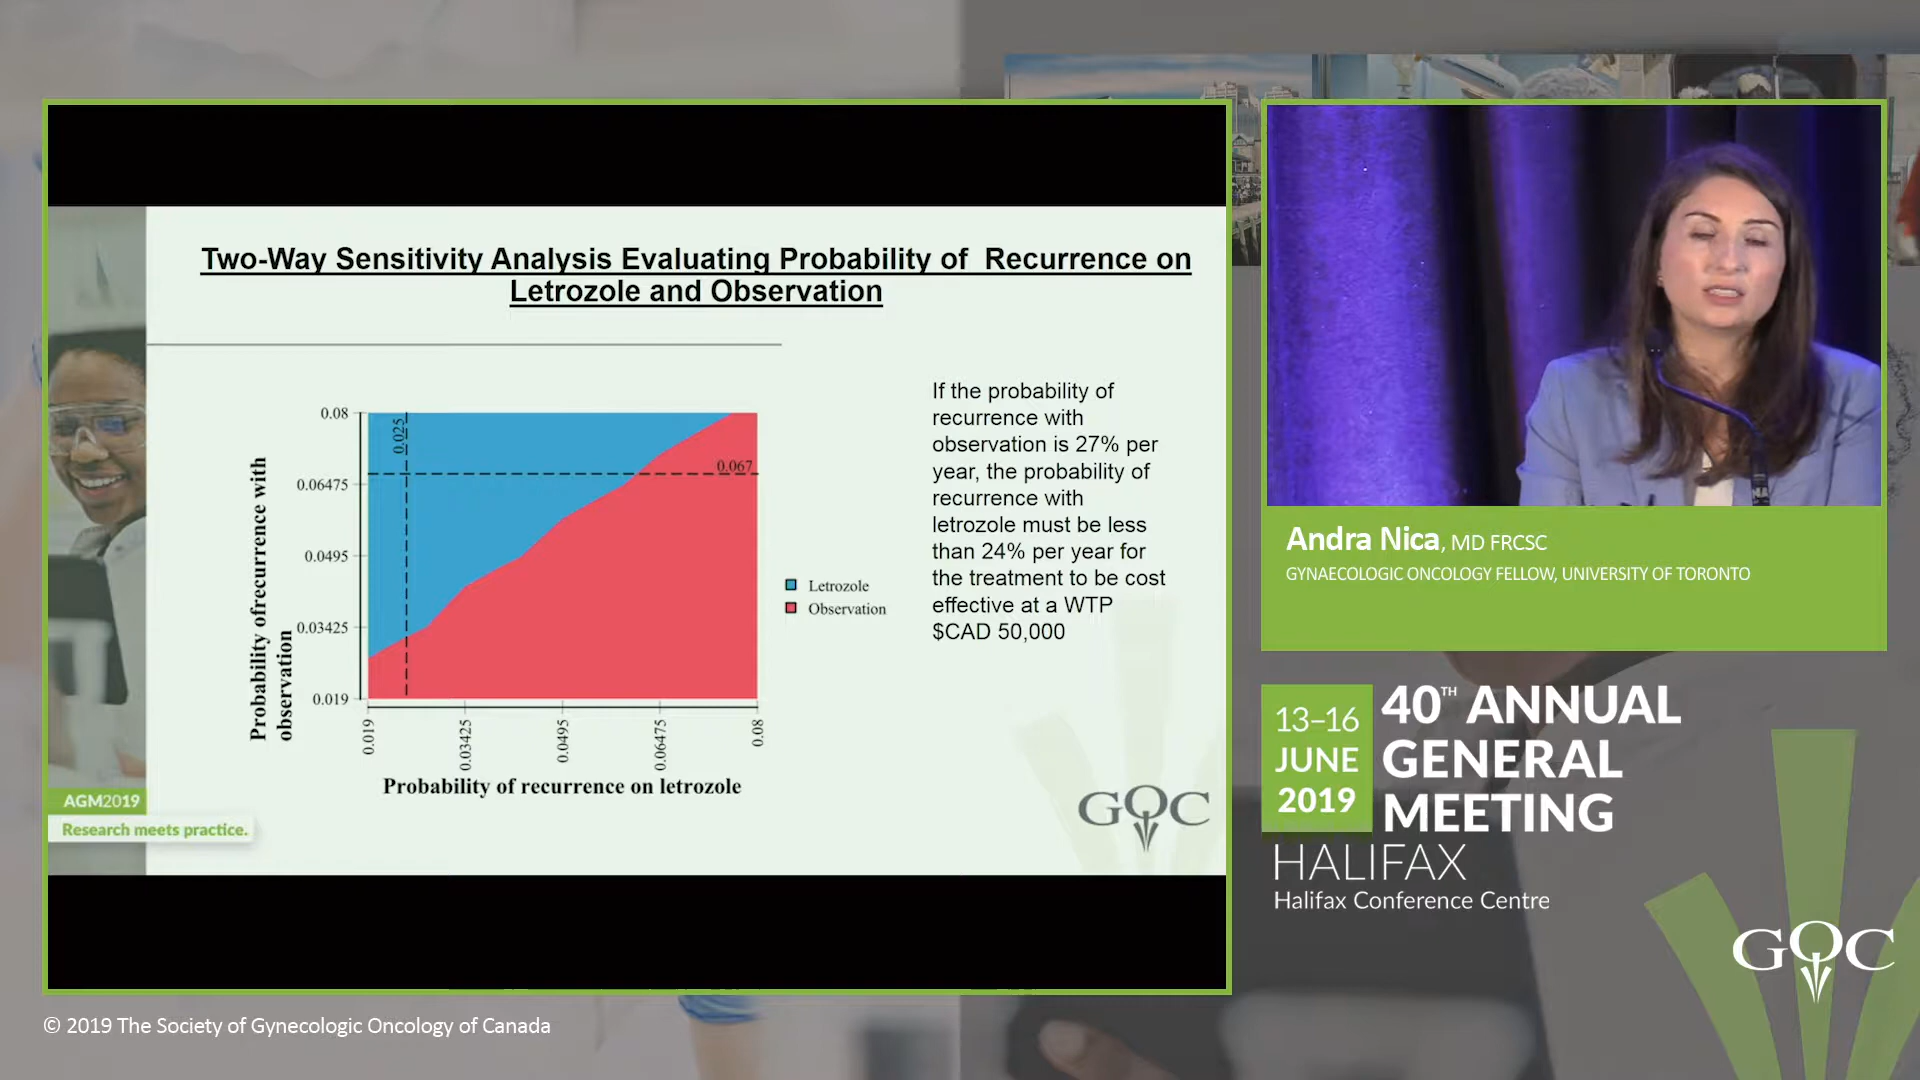 Two-Way Sensitivity Analysis Evaluating Probability of Recurrence on
Letrozole and Observation
Probability ofrecurrence with
observation
0.08
0.06475
0.0495
0.03425
0.019
0.025
0.067
0.019
0.03425
0.0495
0.06475
0.08
Probability of recurrence on letrozole
Letrozole
Observation
If the probability of
recurrence with
observation is 27% per
year, the probability of
recurrence with
letrozole must be less
than 24% per year for
the treatment to be cost
effective at a WTP
$CAD 50,000
AGM2019
Research meets practice.
GOC
Andra Nica, MD FRCSC
GYNAECOLOGIC ONCOLOGY FELLOW, UNIVERSITY OF TORONTO
13–16
JUNE
2019
40TH ANNUAL
GENERAL
MEETING
HALIFAX
Halifax Conference Centre
GOC
© 2019 The Society of Gynecologic Oncology of Canada